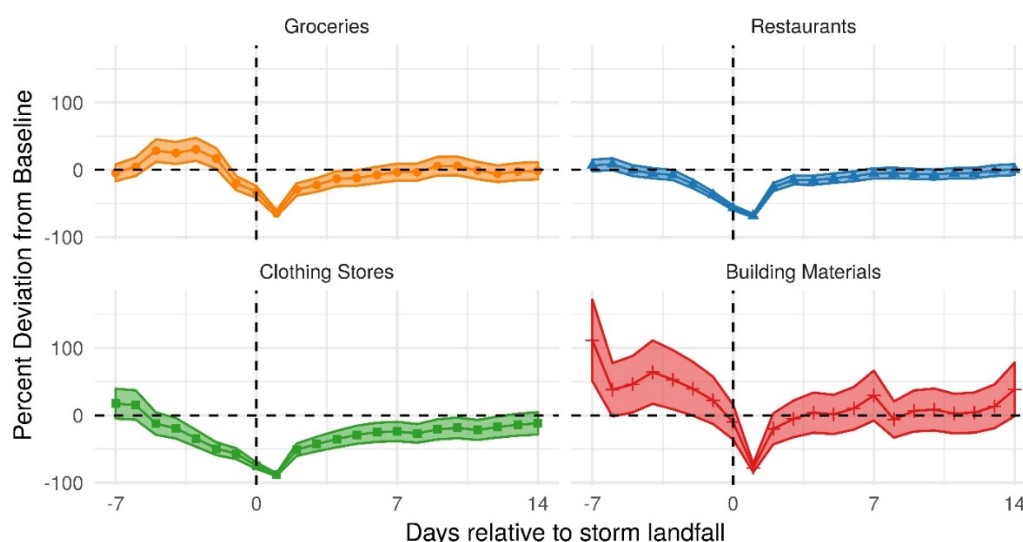 Groceries
Restaurants
Percent Deviation from Baseline
100
0
-100
Clothing Stores
Building Materials
100
0
-100
-7
0
7
14
-7
0
7
14
Days relative to storm landfall